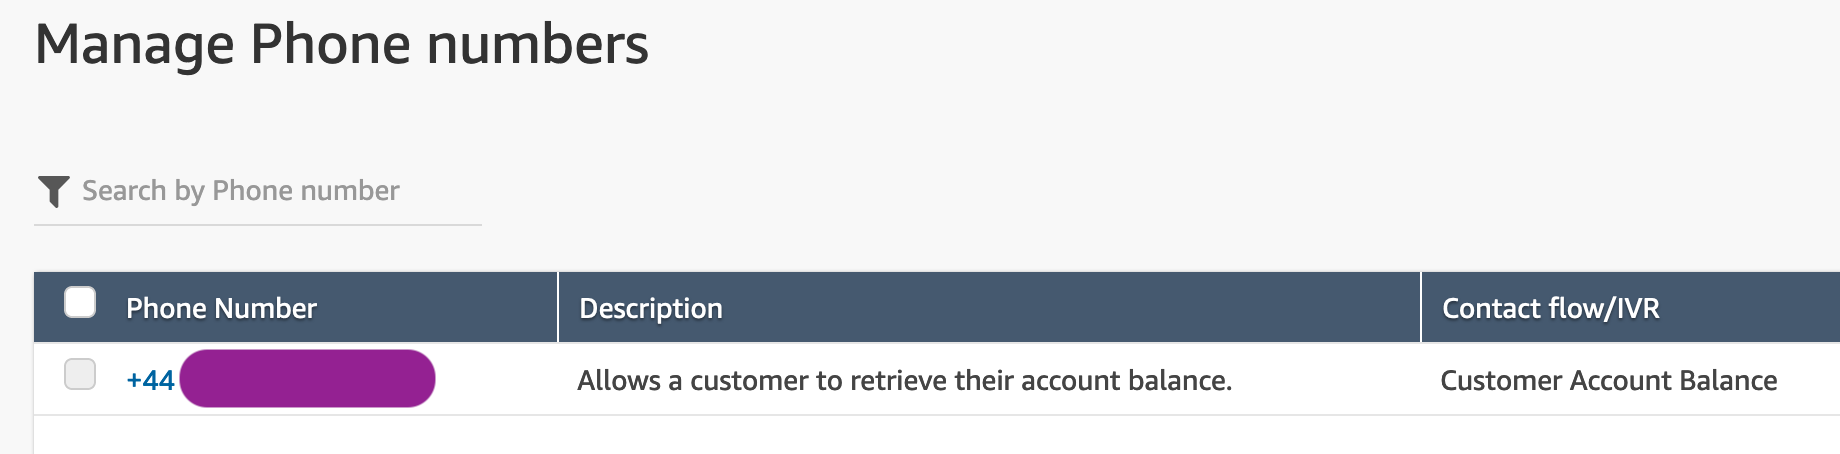 Manage Phone numbers
Search by Phone number
Phone Number Description Contact flow/IVR
+44 Allows a customer to retrieve their account balance. Customer Account Balance